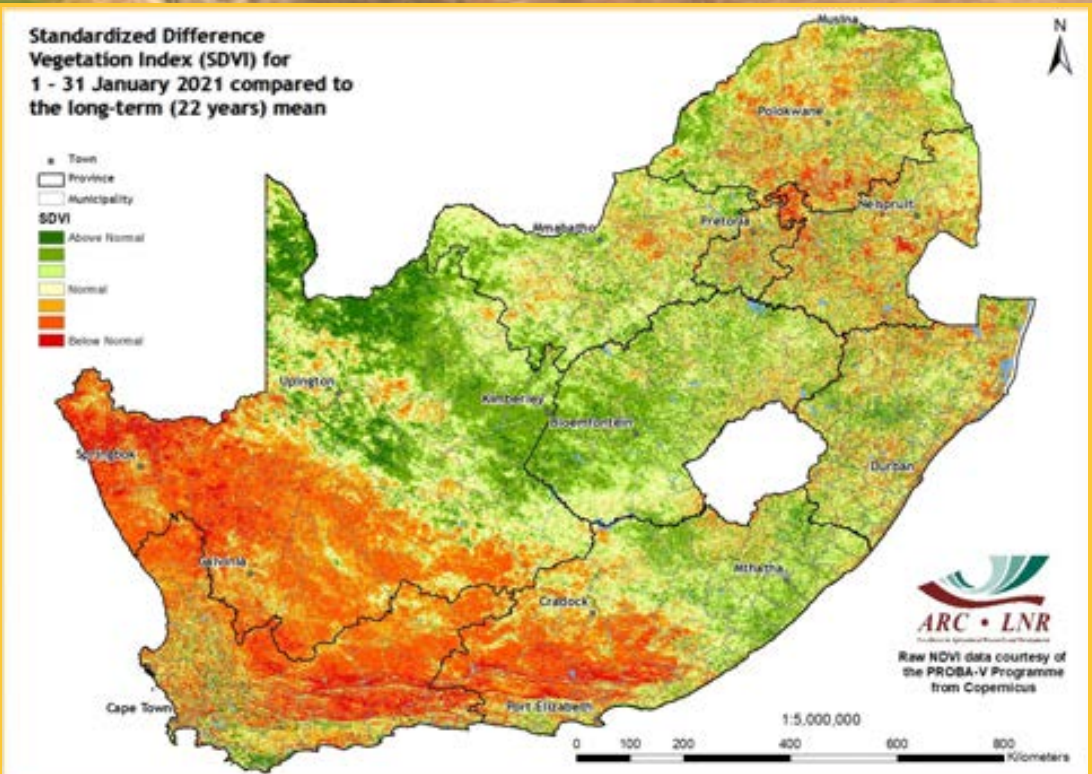 Standardized Difference
Vegetation Index (SDVI) for
1 - 31 January 2021 compared to
the long-term (22 years) mean
N
Town
Province
Municipality
SDVI
Above Normal
Normal
Below Normal
Musina
Polokwane
Nelspruit
Pretoria
Mmabatho
Upington
Kimberley
Bloemfontein
Springbok
Durban
Calvinia
Mthatha
Cradock
Cape Town
Port Elizabeth
ARC • LNR
Raw NDVI data courtesy of
the PROBA-V Programme
from Copernicus
1:5,000,000
0 100 200 400 600 800
Kilometers